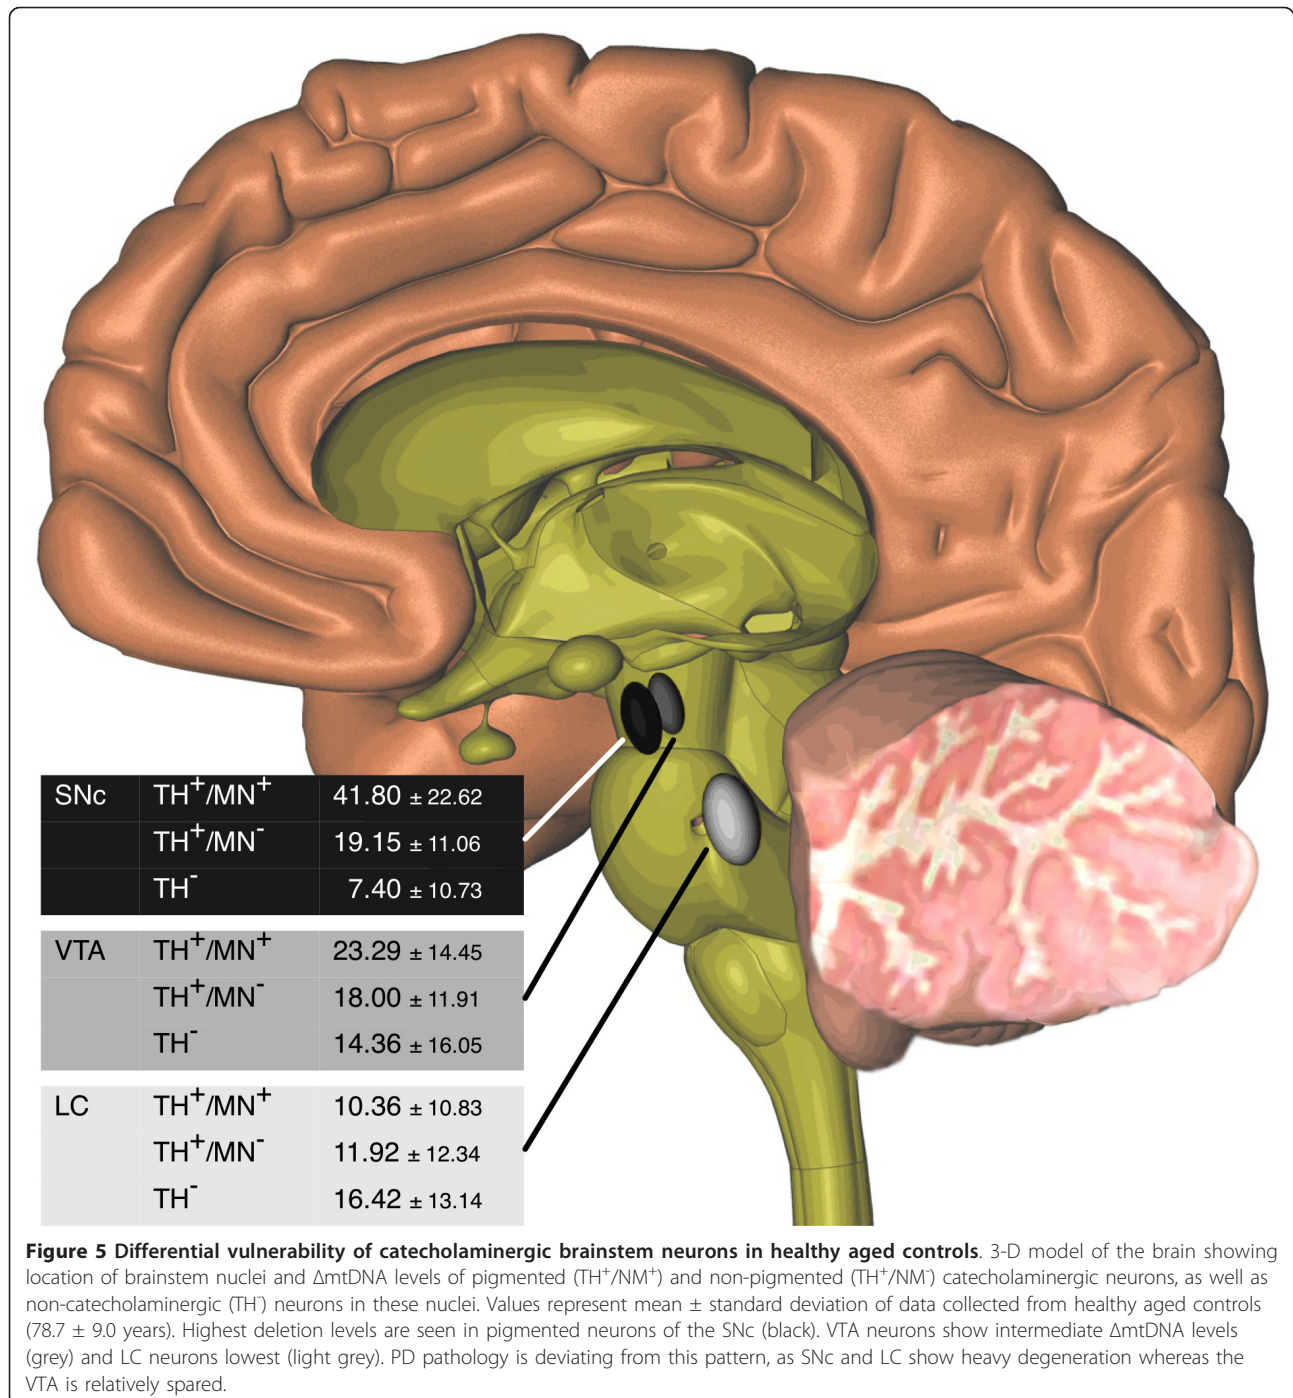 SNc TH⁺/MN⁺ 41.80 ± 22.62
TH⁺/MN⁻ 19.15 ± 11.06
TH⁻ 7.40 ± 10.73
VTA TH⁺/MN⁺ 23.29 ± 14.45
TH⁺/MN⁻ 18.00 ± 11.91
TH⁻ 14.36 ± 16.05
LC TH⁺/MN⁺ 10.36 ± 10.83
TH⁺/MN⁻ 11.92 ± 12.34
TH⁻ 16.42 ± 13.14
Figure 5 Differential vulnerability of catecholaminergic brainstem neurons in healthy aged controls. 3-D model of the brain showing
location of brainstem nuclei and ΔmtDNA levels of pigmented (TH⁺/NM⁺) and non-pigmented (TH⁺/NM⁻) catecholaminergic neurons, as well as
non-catecholaminergic (TH⁻) neurons in these nuclei. Values represent mean ± standard deviation of data collected from healthy aged controls
(78.7 ± 9.0 years). Highest deletion levels are seen in pigmented neurons of the SNc (black). VTA neurons show intermediate ΔmtDNA levels
(grey) and LC neurons lowest (light grey). PD pathology is deviating from this pattern, as SNc and LC show heavy degeneration whereas the
VTA is relatively spared.